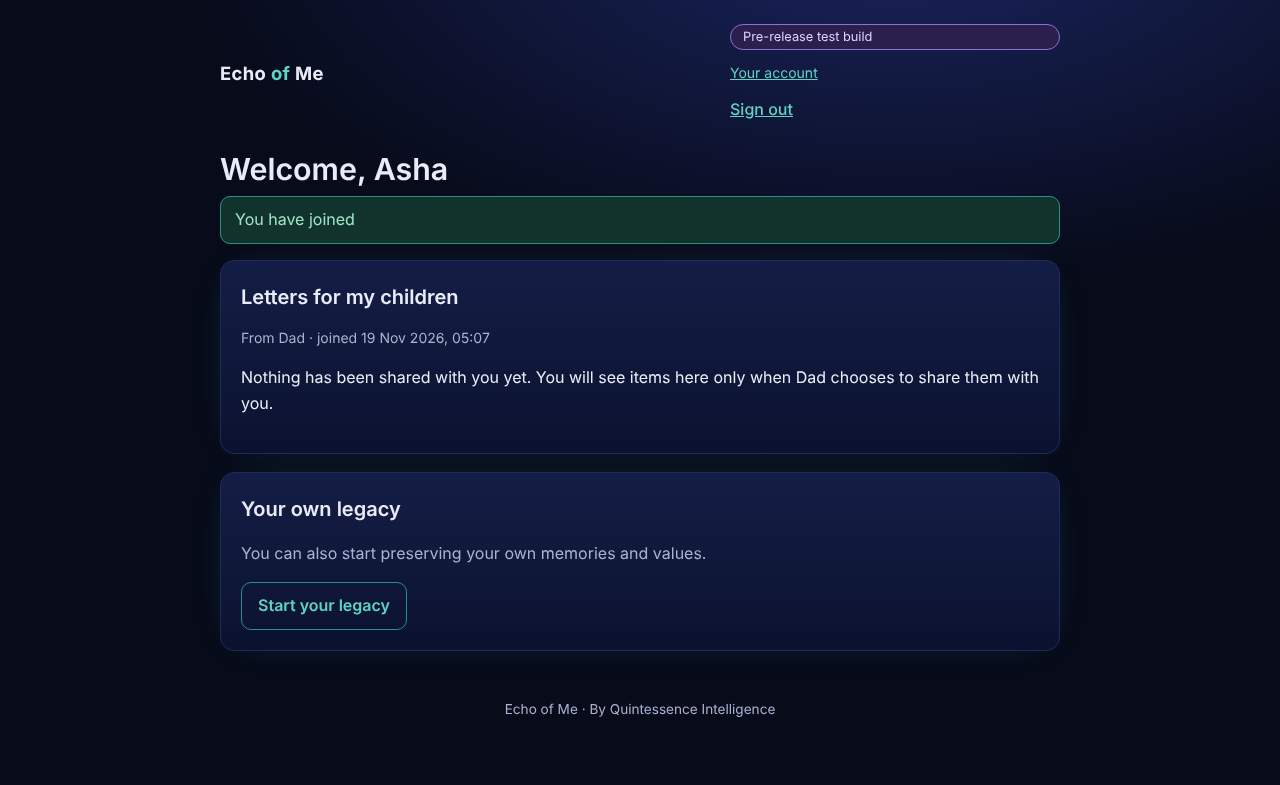 Pre-release test build
Echo of Me
Your account
Sign out
Welcome, Asha
You have joined
Letters for my children
From Dad · joined 19 Nov 2026, 05:07
Nothing has been shared with you yet. You will see items here only when Dad chooses to share them with
you.
Your own legacy
You can also start preserving your own memories and values.
Start your legacy
Echo of Me · By Quintessence Intelligence